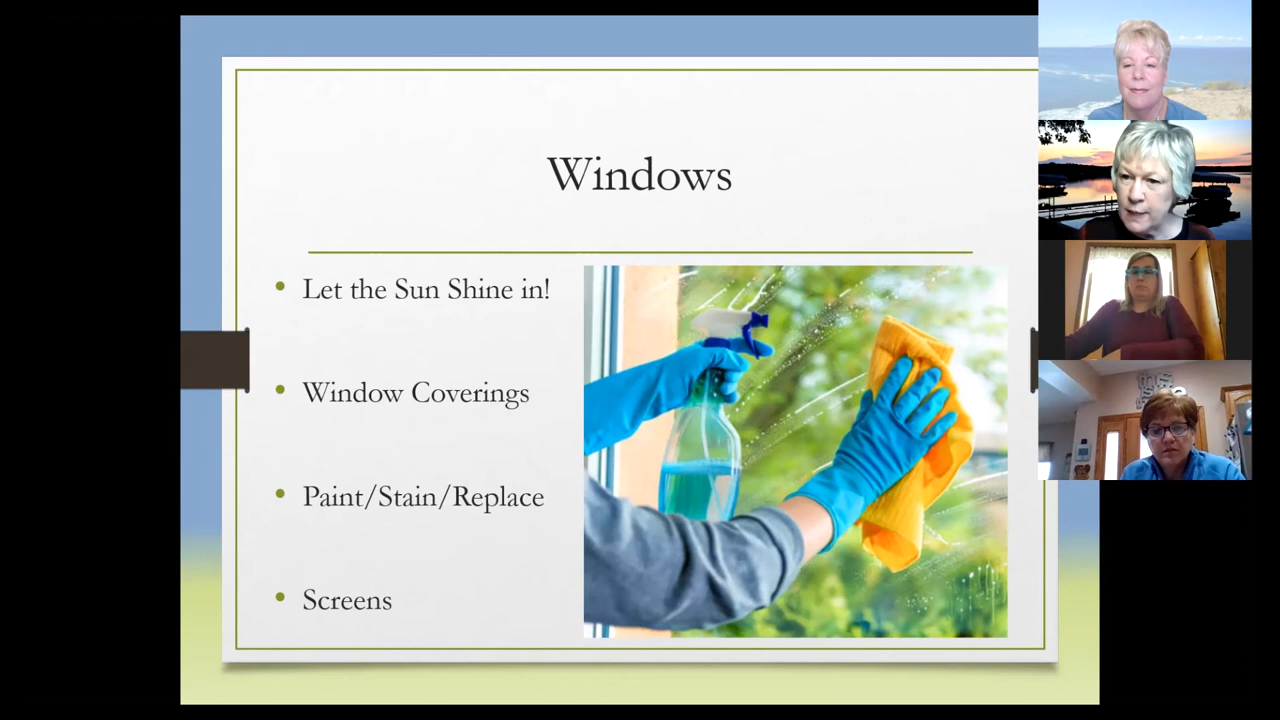 Windows
Let the Sun Shine in!
Window Coverings
Paint/Stain/Replace
Screens